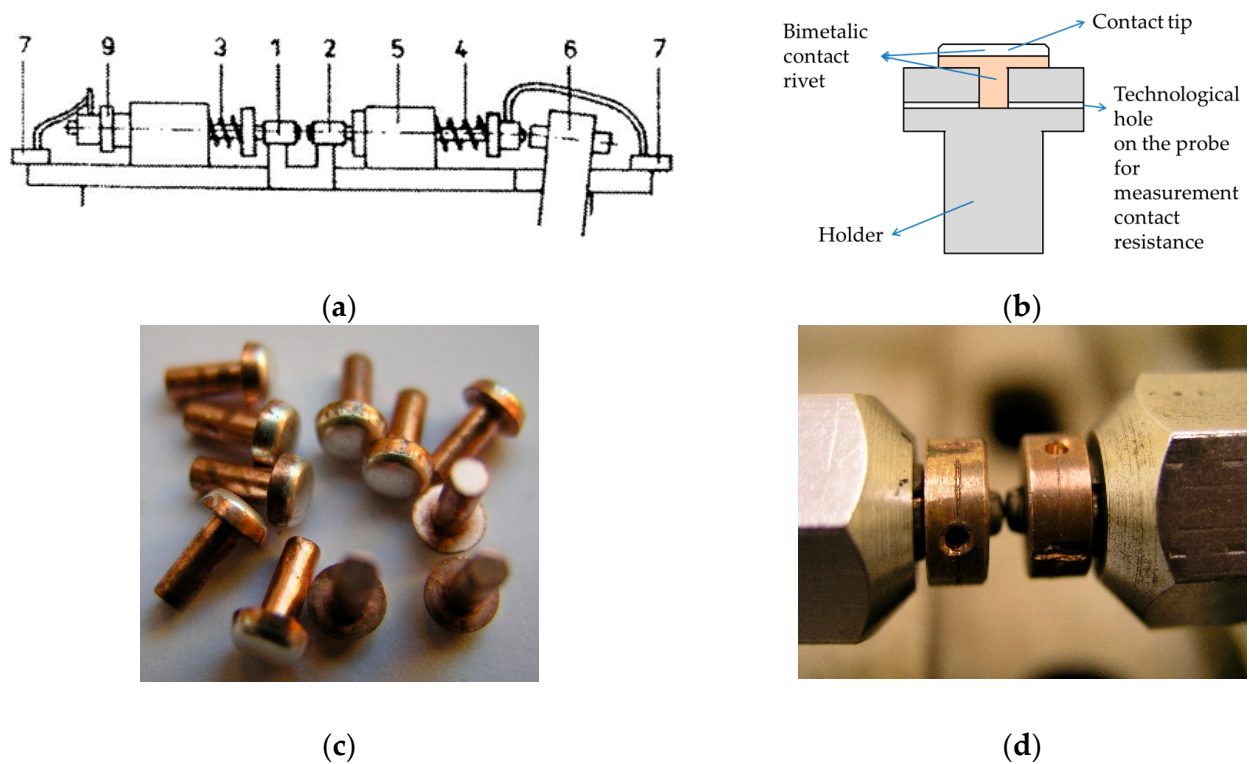 7 9 3 1 2 5 4 6 7
(a)
Bimetalic
contact
rivet
Contact tip
Technological
hole
on the probe
for
measurement
contact
resistance
Holder
(b)
(c)
(d)